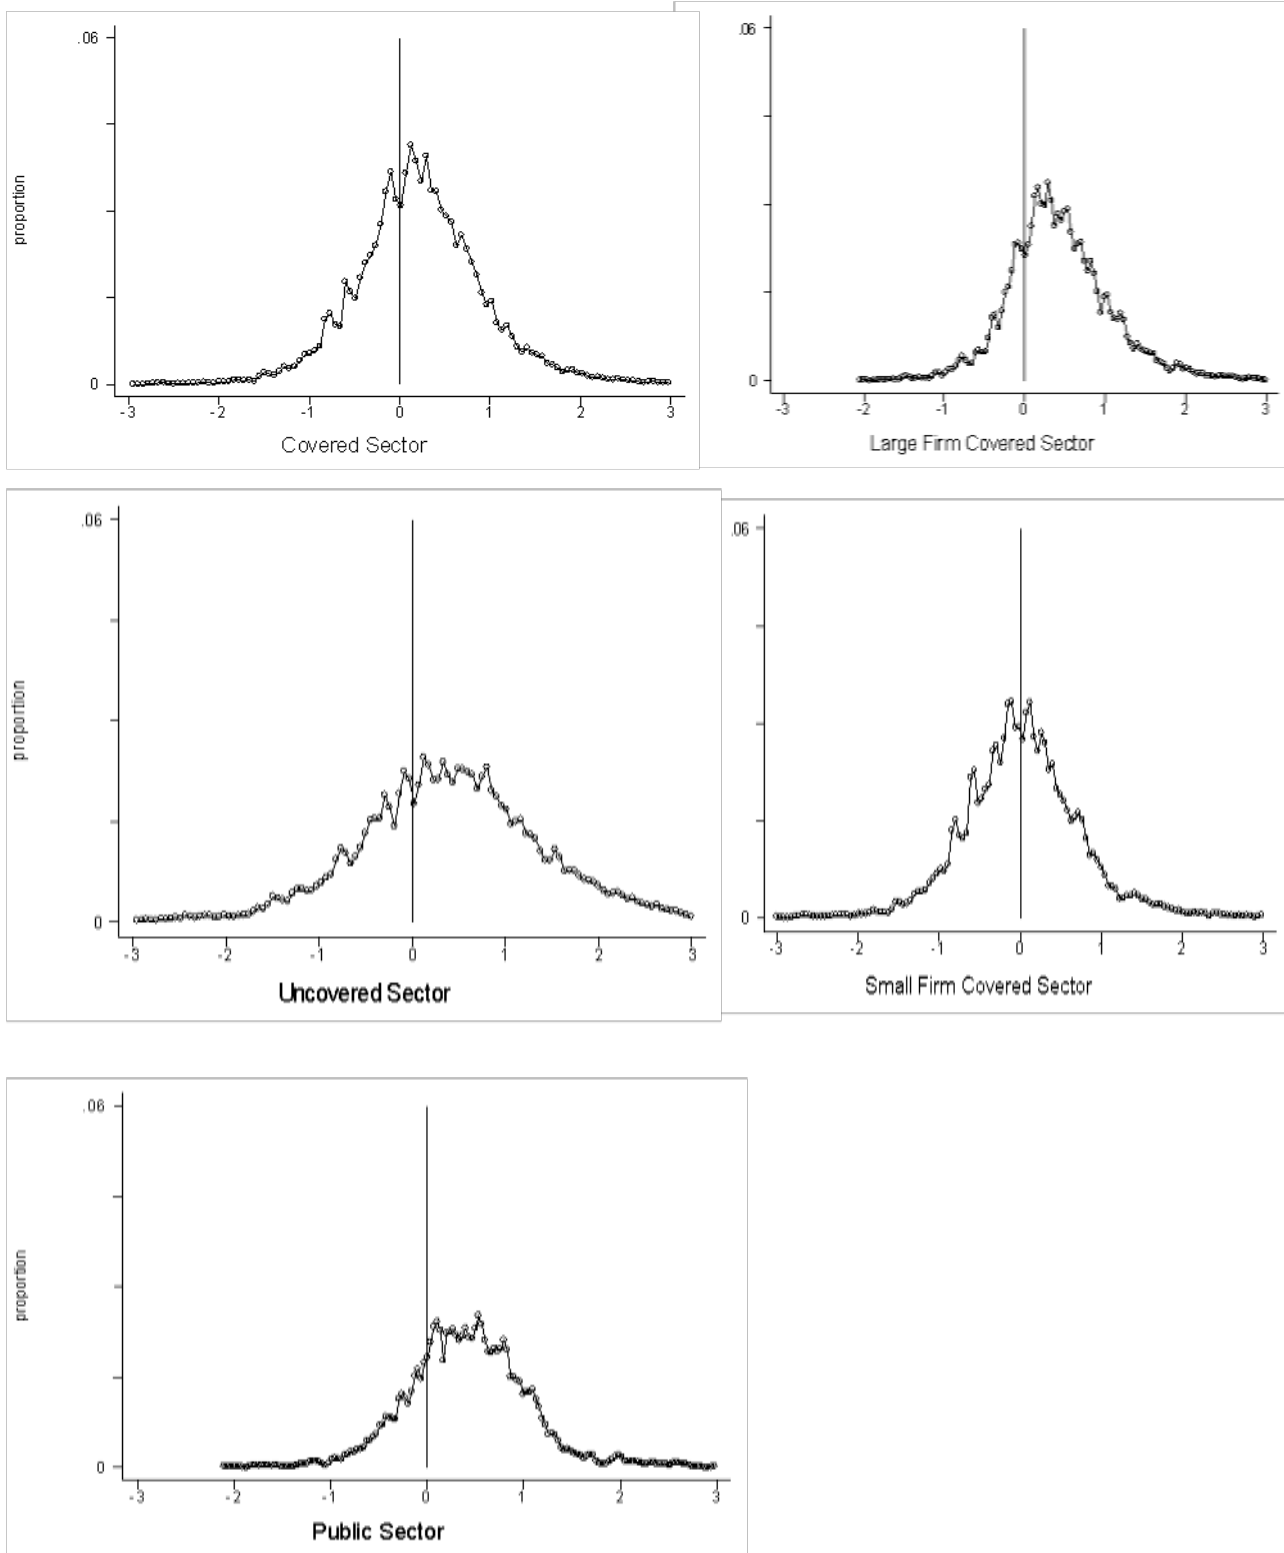 .06
proportion
0
-3 -2 -1 0 1 2 3
Covered Sector
.06
0
-3 -2 -1 0 1 2 3
Large Firm Covered Sector
.06
proportion
0
-3 -2 -1 0 1 2 3
Uncovered Sector
.06
0
-3 -2 -1 0 1 2 3
Small Firm Covered Sector
.06
proportion
0
-3 -2 -1 0 1 2 3
Public Sector